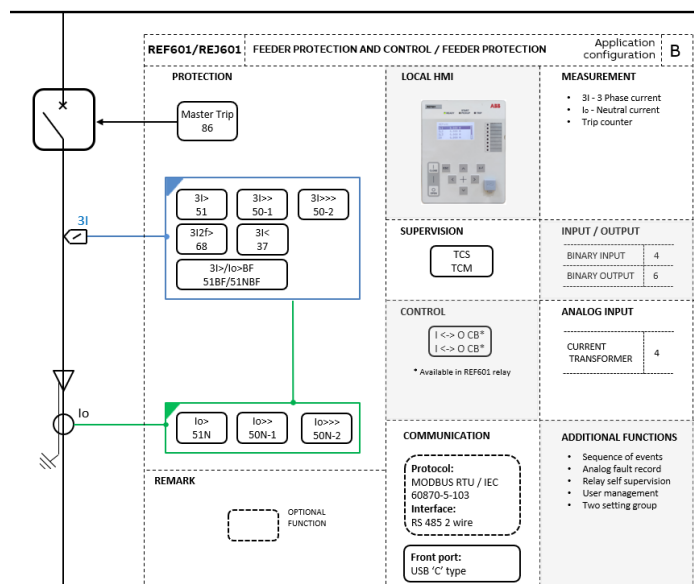 REF601/REJ601
FEEDER PROTECTION AND CONTROL / FEEDER PROTECTION
Application
configuration
B
PROTECTION
Master Trip
86
3I
3I>
51
3I>>
50-1
3I>>>
50-2
3I2f>
68
3I<
37
3I>/Io>BF
51BF/51NBF
Io
Io>
51N
Io>>
50N-1
Io>>>
50N-2
REMARK
OPTIONAL
FUNCTION
LOCAL HMI
ABB
SUPERVISION
TCS
TCM
CONTROL
I <-> O CB*
I <-> O CB*
* Available in REF601 relay
COMMUNICATION
Protocol:
MODBUS RTU / IEC
60870-5-103
Interface:
RS 485 2 wire
Front port:
USB 'C' type
MEASUREMENT
• 3I - 3 Phase current
• Io - Neutral current
• Trip counter
INPUT / OUTPUT
BINARY INPUT 4
BINARY OUTPUT 6
ANALOG INPUT
CURRENT
TRANSFORMER 4
ADDITIONAL FUNCTIONS
• Sequence of events
• Analog fault record
• Relay self supervision
• User management
• Two setting group